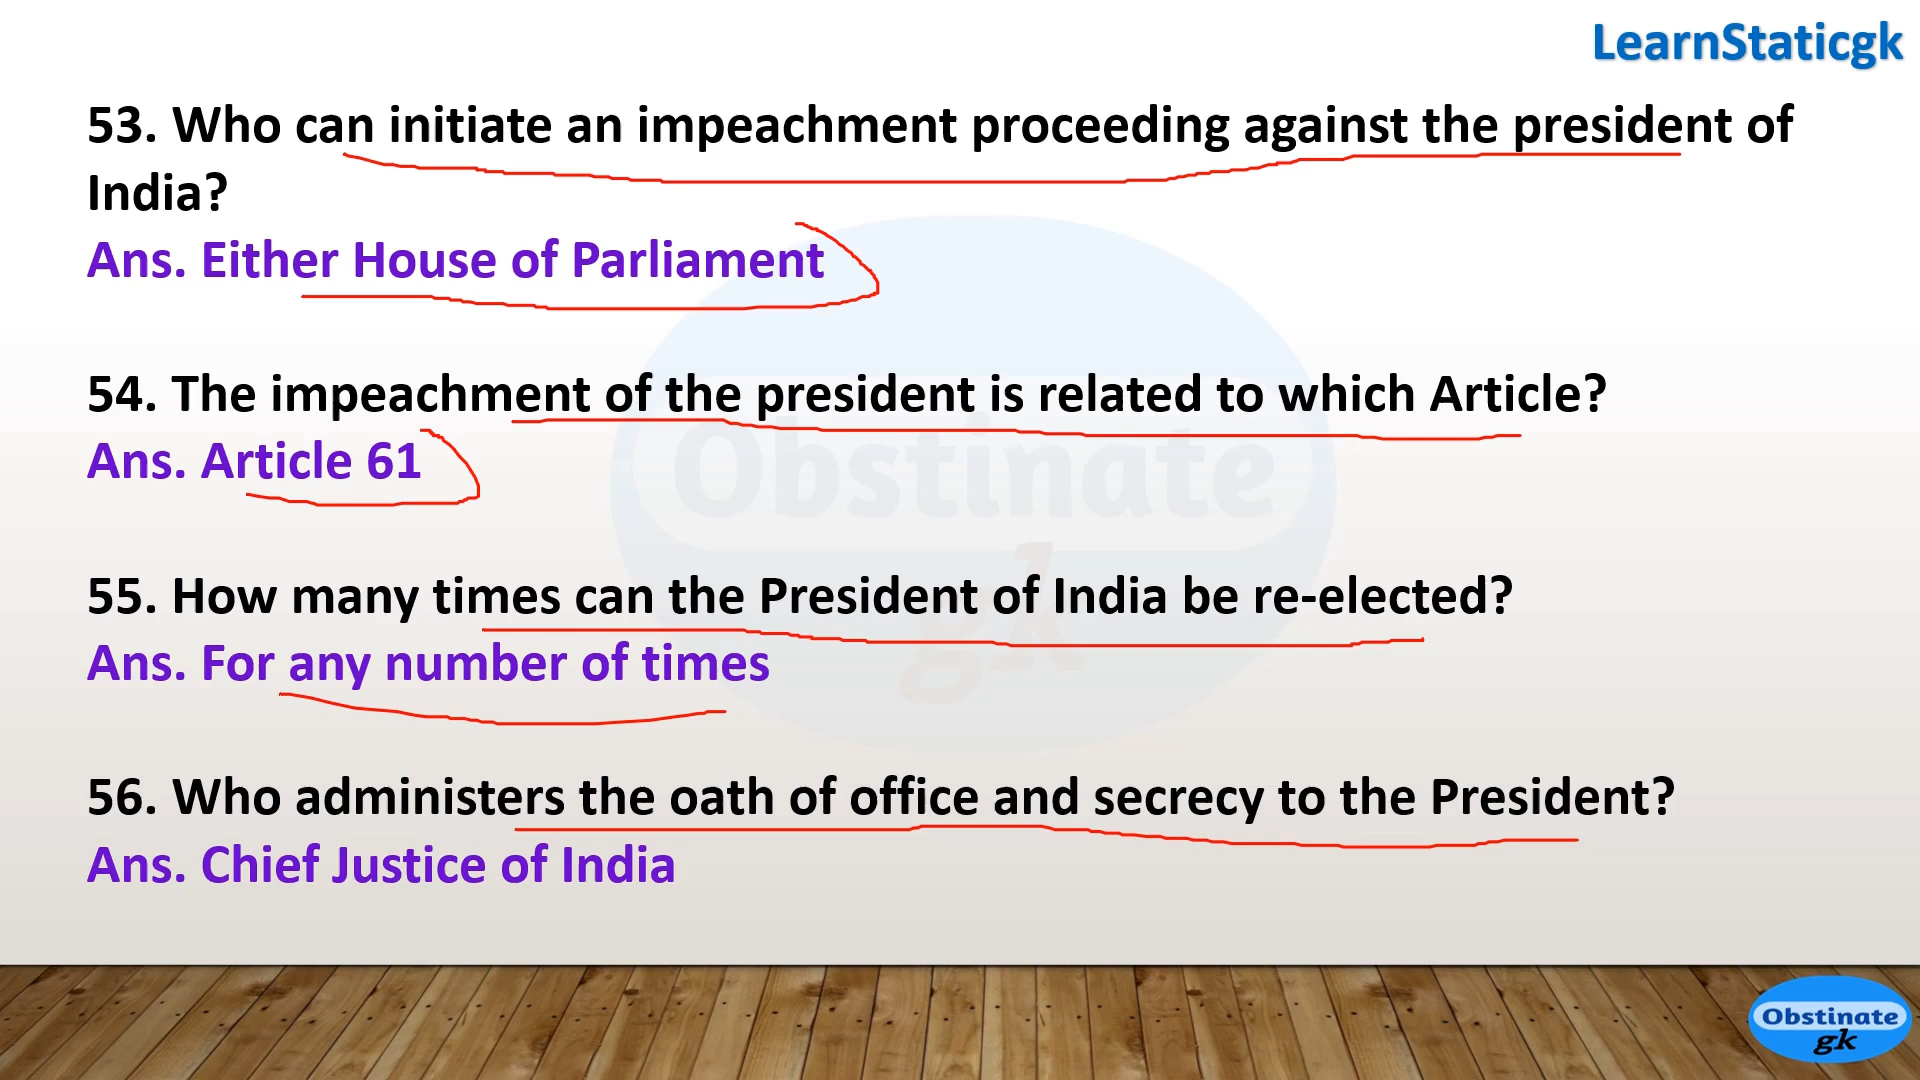 LearnStaticgk
53. Who can initiate an impeachment proceeding against the president of
India?
Ans. Either House of Parliament
54. The impeachment of the president is related to which Article?
Ans. Article 61
55. How many times can the President of India be re-elected?
Ans. For any number of times
56. Who administers the oath of office and secrecy to the President?
Ans. Chief Justice of India
Obstinate
gk
Obstinate
gk